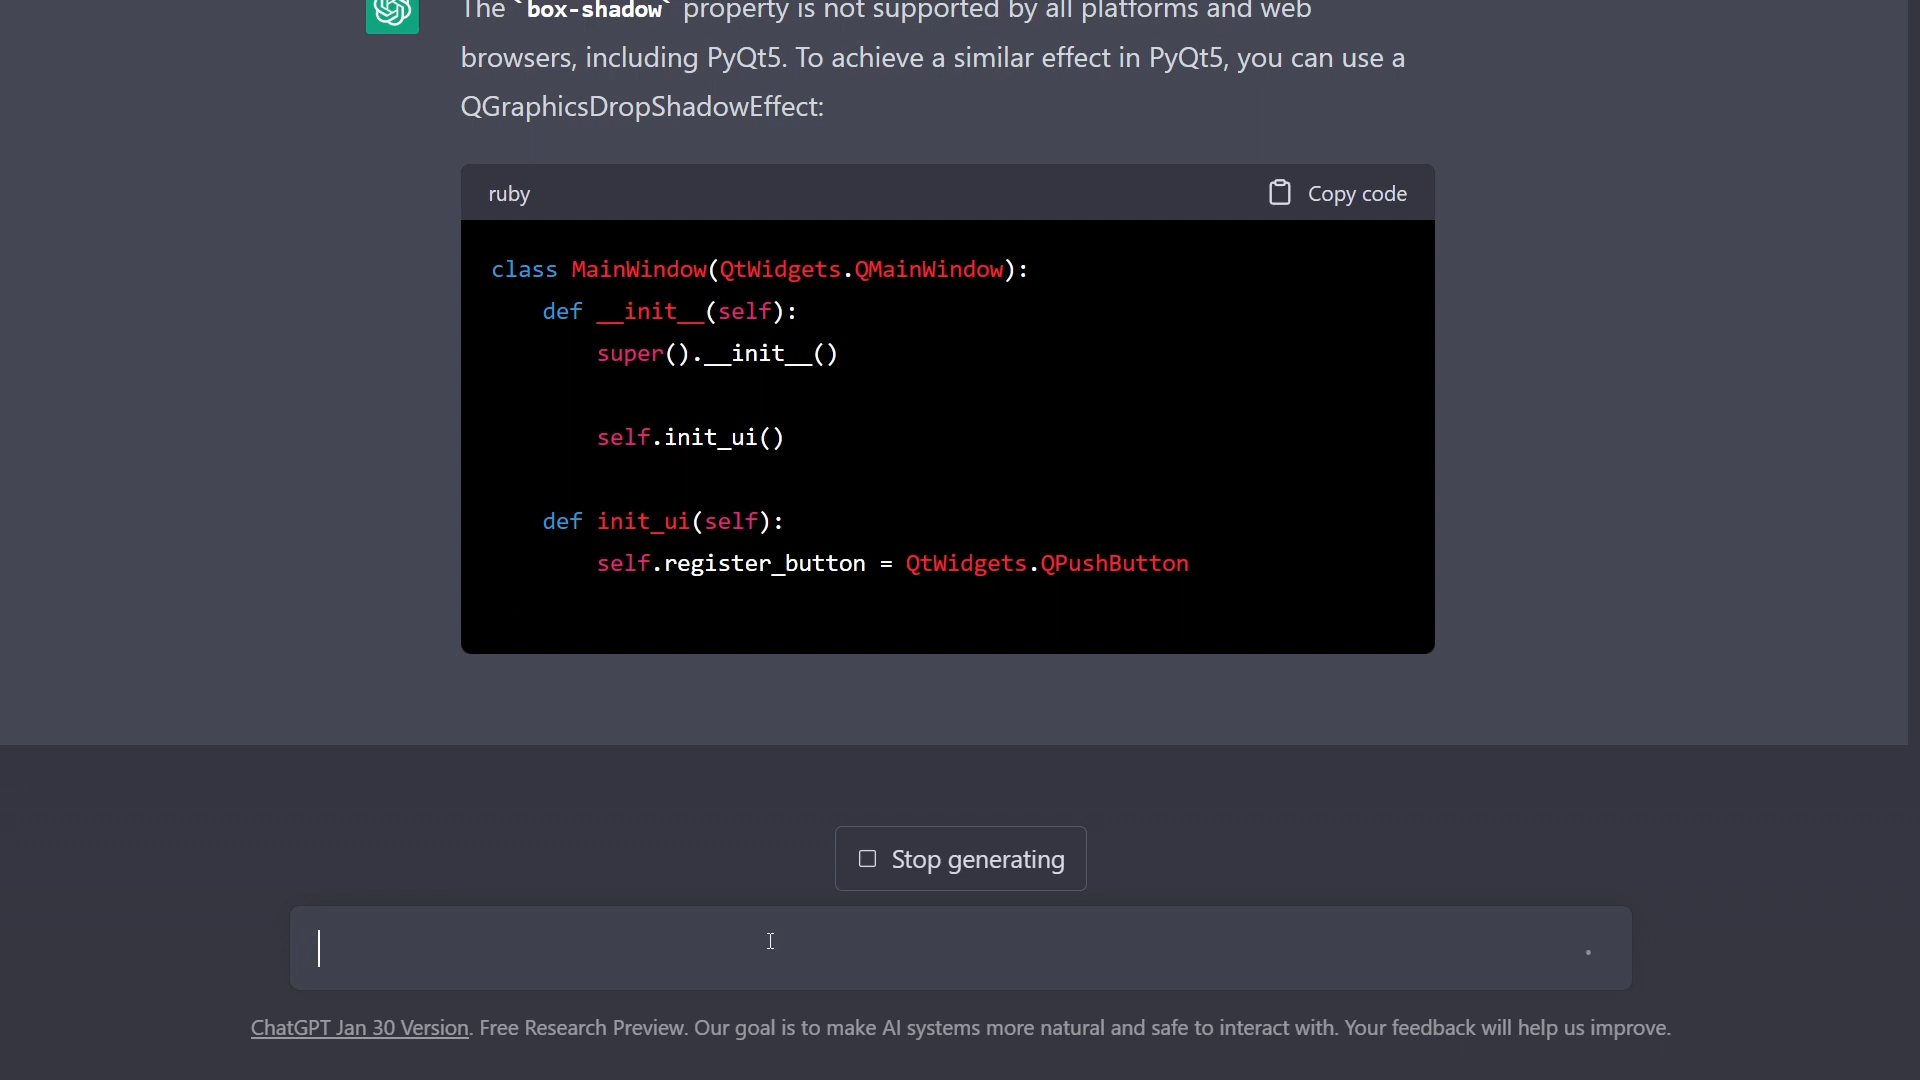 The `box-shadow` property is not supported by all platforms and web
browsers, including PyQt5. To achieve a similar effect in PyQt5, you can use a
QGraphicsDropShadowEffect:
ruby Copy code
class MainWindow(QtWidgets.QMainWindow):
    def __init__(self):
        super().__init__()
        self.init_ui()
    def init_ui(self):
        self.register_button = QtWidgets.QPushButton
Stop generating
ChatGPT Jan 30 Version. Free Research Preview. Our goal is to make AI systems more natural and safe to interact with. Your feedback will help us improve.